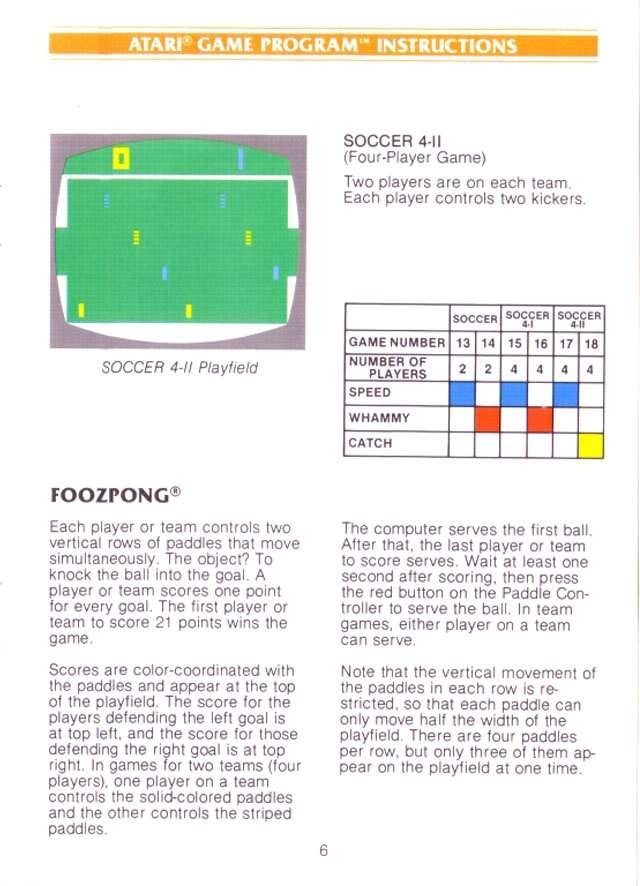 ATARI® GAME PROGRAM™ INSTRUCTIONS
0 1
SOCCER 4-II Playfield
SOCCER 4-II
(Four-Player Game)
Two players are on each team.
Each player controls two kickers.
SOCCER SOCCER 4-I SOCCER 4-II
GAME NUMBER 13 14 15 16 17 18
NUMBER OF PLAYERS 2 2 4 4 4 4
SPEED
WHAMMY
CATCH
FOOZPONG®
Each player or team controls two
vertical rows of paddles that move
simultaneously. The object? To
knock the ball into the goal. A
player or team scores one point
for every goal. The first player or
team to score 21 points wins the
game.
Scores are color-coordinated with
the paddles and appear at the top
of the playfield. The score for the
players defending the left goal is
at top left, and the score for those
defending the right goal is at top
right. In games for two teams (four
players), one player on a team
controls the solid-colored paddles
and the other controls the striped
paddles.
The computer serves the first ball.
After that, the last player or team
to score serves. Wait at least one
second after scoring, then press
the red button on the Paddle Con-
troller to serve the ball. In team
games, either player on a team
can serve.
Note that the vertical movement of
the paddles in each row is re-
stricted, so that each paddle can
only move half the width of the
playfield. There are four paddles
per row, but only three of them ap-
pear on the playfield at one time.
6